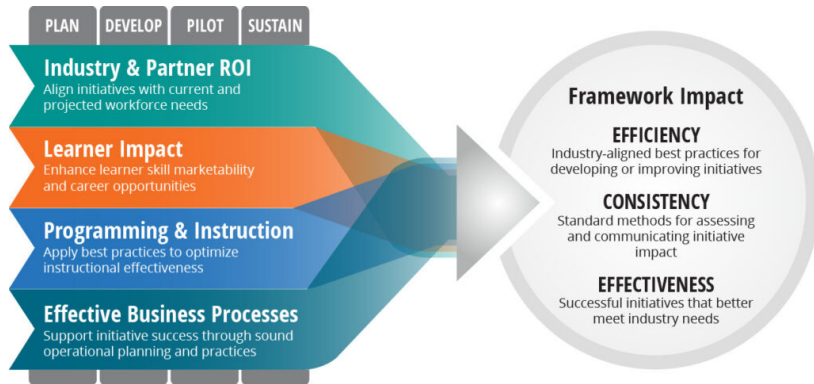 PLAN DEVELOP PILOT SUSTAIN
Industry & Partner ROI
Align initiatives with current and
projected workforce needs
Learner Impact
Enhance learner skill marketability
and career opportunities
Programming & Instruction
Apply best practices to optimize
instructional effectiveness
Effective Business Processes
Support initiative success through sound
operational planning and practices
Framework Impact
EFFICIENCY
Industry-aligned best practices for
developing or improving initiatives
CONSISTENCY
Standard methods for assessing
and communicating initiative
impact
EFFECTIVENESS
Successful initiatives that better
meet industry needs